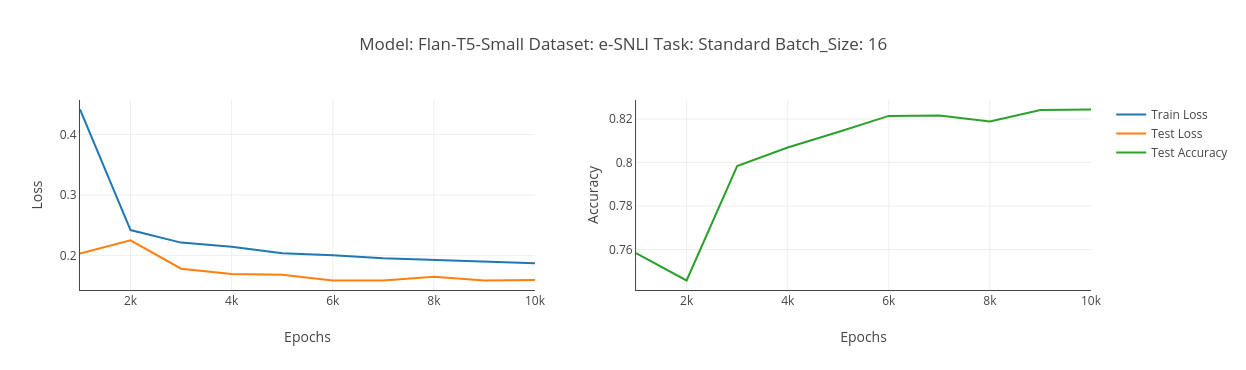 Model: Flan-T5-Small Dataset: e-SNLI Task: Standard Batch_Size: 16
Loss
0.4
0.3
0.2
2k
4k
6k
8k
10k
Epochs
Accuracy
0.82
0.8
0.78
0.76
2k
4k
6k
8k
10k
Epochs
Train Loss
Test Loss
Test Accuracy